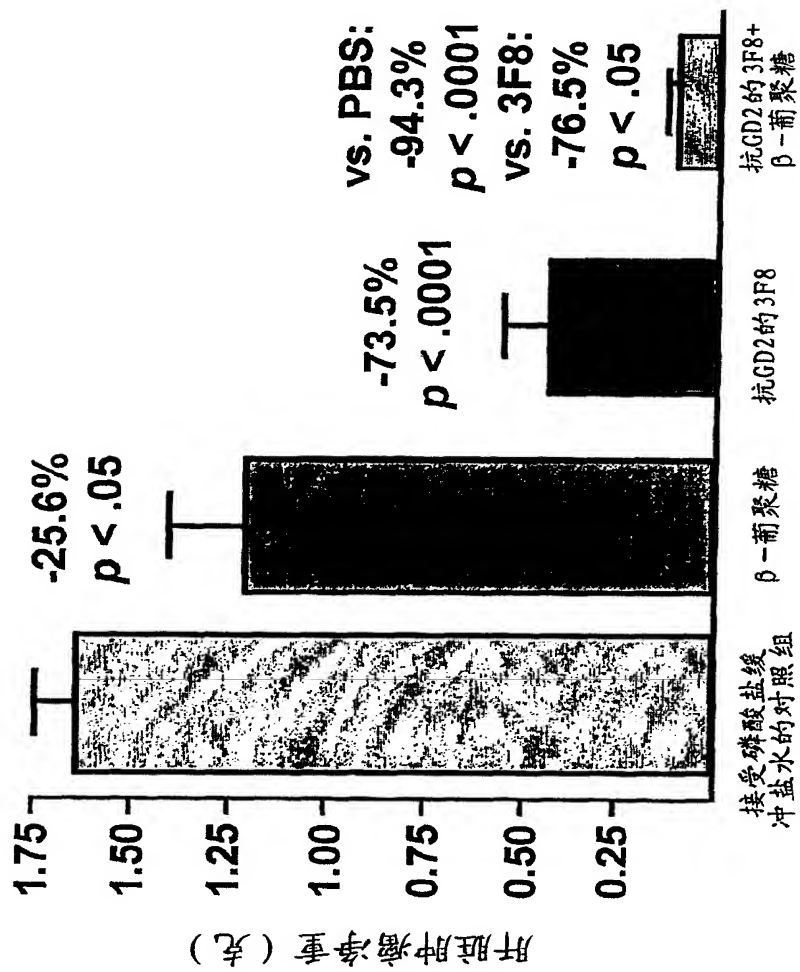 肝脏肿瘤净重（克）
1.75
1.50
1.25
1.00
0.75
0.50
0.25
-25.6%
p < .05
-73.5%
p < .0001
vs. PBS:
-94.3%
p < .0001
vs. 3F8:
-76.5%
p < .05
接受磷酸盐缓
冲盐水的对照组
β-葡聚糖
抗GD2的3F8
抗GD2的3F8+
β-葡聚糖